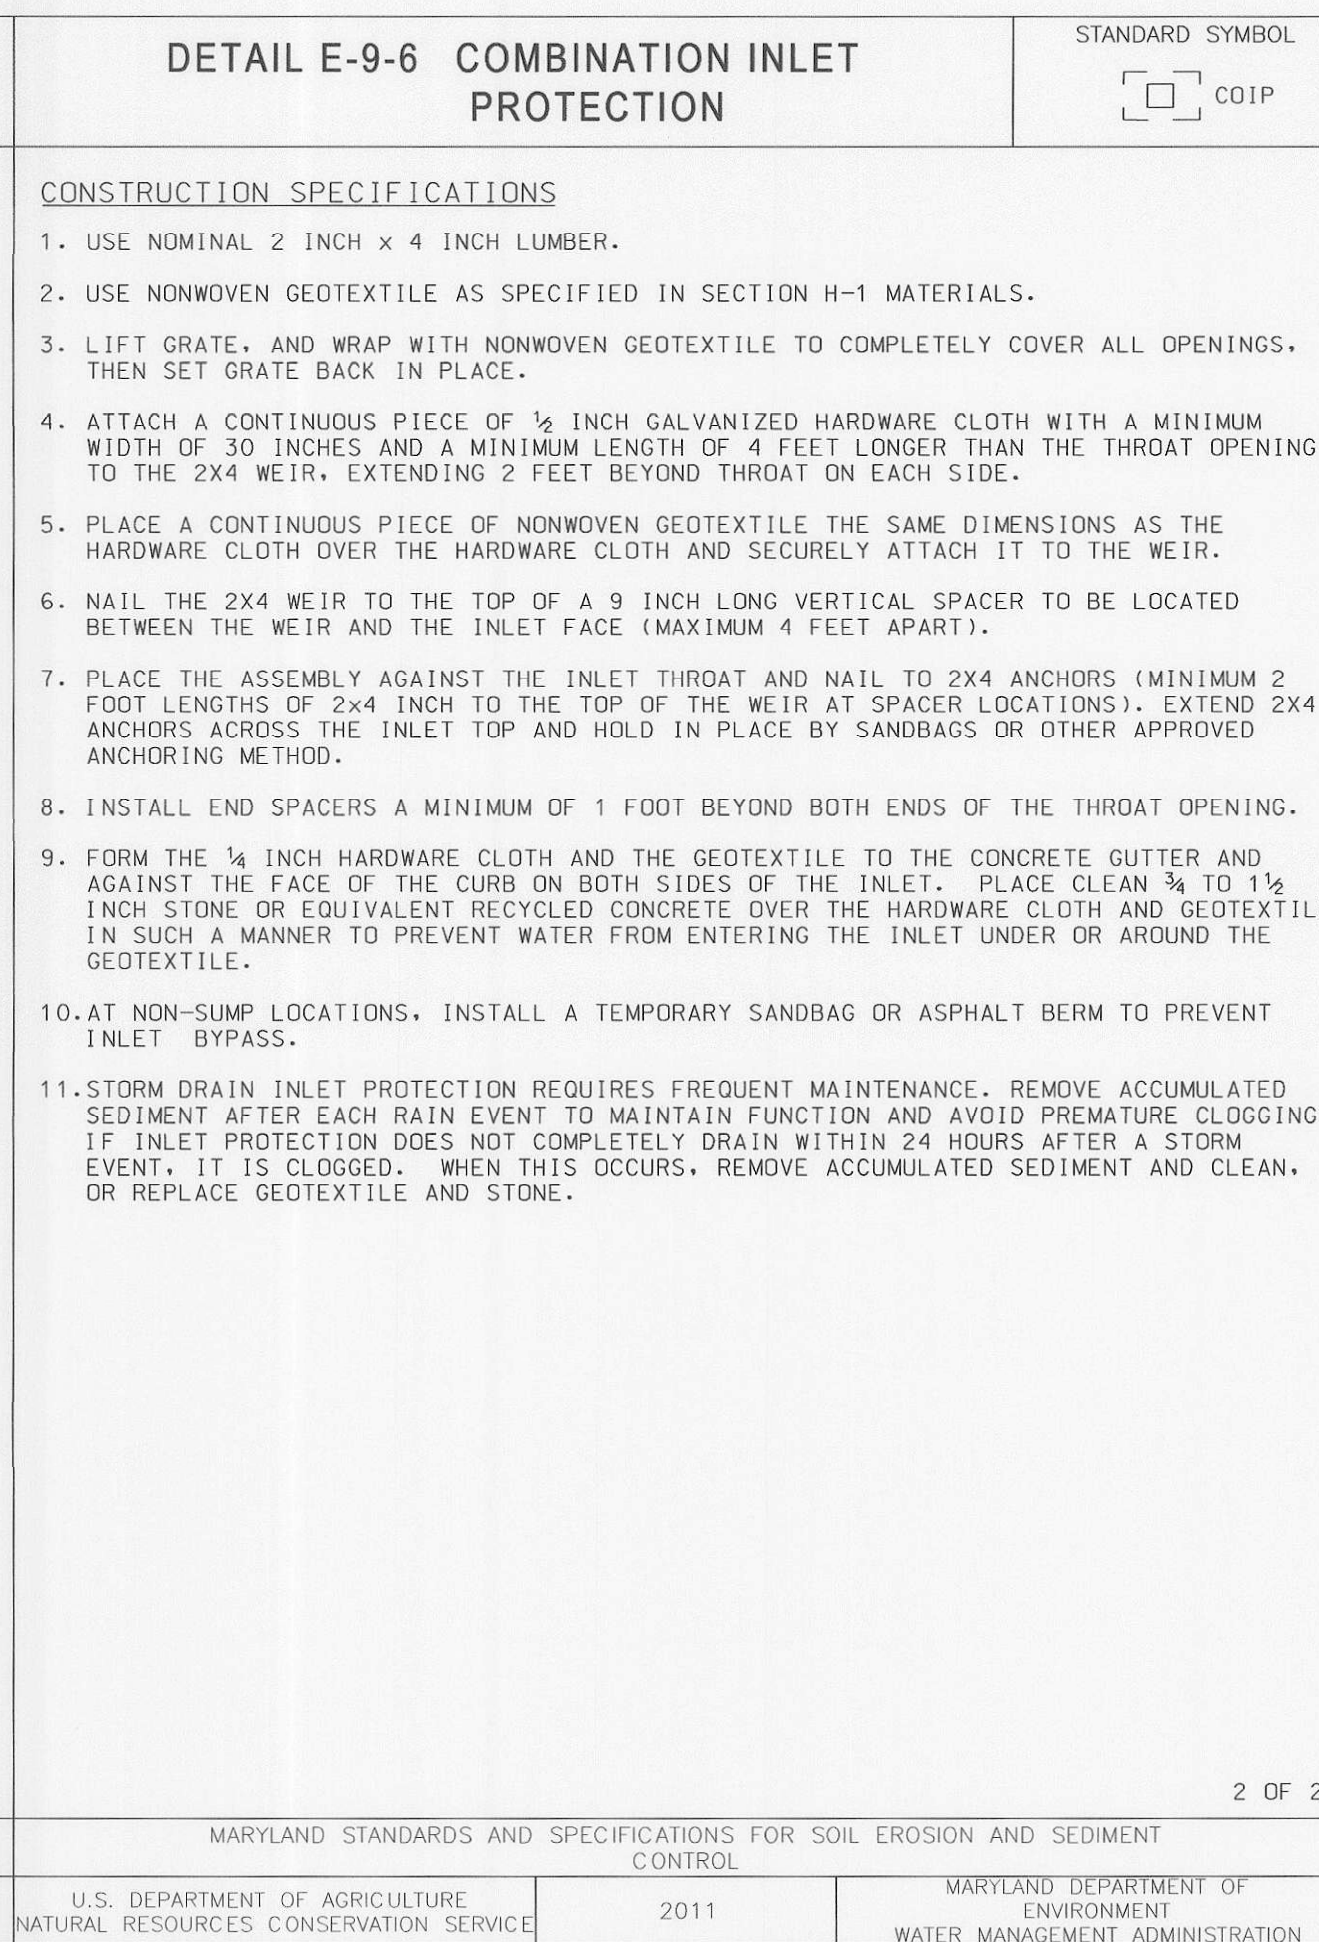 DETAIL E-9-6 COMBINATION INLET
PROTECTION
STANDARD SYMBOL
COIP
CONSTRUCTION SPECIFICATIONS
1. USE NOMINAL 2 INCH x 4 INCH LUMBER.
2. USE NONWOVEN GEOTEXTILE AS SPECIFIED IN SECTION H-1 MATERIALS.
3. LIFT GRATE, AND WRAP WITH NONWOVEN GEOTEXTILE TO COMPLETELY COVER ALL OPENINGS,
THEN SET GRATE BACK IN PLACE.
4. ATTACH A CONTINUOUS PIECE OF ½ INCH GALVANIZED HARDWARE CLOTH WITH A MINIMUM
WIDTH OF 30 INCHES AND A MINIMUM LENGTH OF 4 FEET LONGER THAN THE THROAT OPENING
TO THE 2X4 WEIR, EXTENDING 2 FEET BEYOND THROAT ON EACH SIDE.
5. PLACE A CONTINUOUS PIECE OF NONWOVEN GEOTEXTILE THE SAME DIMENSIONS AS THE
HARDWARE CLOTH OVER THE HARDWARE CLOTH AND SECURELY ATTACH IT TO THE WEIR.
6. NAIL THE 2X4 WEIR TO THE TOP OF A 9 INCH LONG VERTICAL SPACER TO BE LOCATED
BETWEEN THE WEIR AND THE INLET FACE (MAXIMUM 4 FEET APART).
7. PLACE THE ASSEMBLY AGAINST THE INLET THROAT AND NAIL TO 2X4 ANCHORS (MINIMUM 2
FOOT LENGTHS OF 2x4 INCH TO THE TOP OF THE WEIR AT SPACER LOCATIONS). EXTEND 2X4
ANCHORS ACROSS THE INLET TOP AND HOLD IN PLACE BY SANDBAGS OR OTHER APPROVED
ANCHORING METHOD.
8. INSTALL END SPACERS A MINIMUM OF 1 FOOT BEYOND BOTH ENDS OF THE THROAT OPENING.
9. FORM THE ¼ INCH HARDWARE CLOTH AND THE GEOTEXTILE TO THE CONCRETE GUTTER AND
AGAINST THE FACE OF THE CURB ON BOTH SIDES OF THE INLET. PLACE CLEAN ¾ TO 1½
INCH STONE OR EQUIVALENT RECYCLED CONCRETE OVER THE HARDWARE CLOTH AND GEOTEXTIL
IN SUCH A MANNER TO PREVENT WATER FROM ENTERING THE INLET UNDER OR AROUND THE
GEOTEXTILE.
10. AT NON-SUMP LOCATIONS, INSTALL A TEMPORARY SANDBAG OR ASPHALT BERM TO PREVENT
INLET BYPASS.
11. STORM DRAIN INLET PROTECTION REQUIRES FREQUENT MAINTENANCE. REMOVE ACCUMULATED
SEDIMENT AFTER EACH RAIN EVENT TO MAINTAIN FUNCTION AND AVOID PREMATURE CLOGGING
IF INLET PROTECTION DOES NOT COMPLETELY DRAIN WITHIN 24 HOURS AFTER A STORM
EVENT, IT IS CLOGGED. WHEN THIS OCCURS, REMOVE ACCUMULATED SEDIMENT AND CLEAN,
OR REPLACE GEOTEXTILE AND STONE.
2 OF 2
MARYLAND STANDARDS AND SPECIFICATIONS FOR SOIL EROSION AND SEDIMENT
CONTROL
U.S. DEPARTMENT OF AGRICULTURE
NATURAL RESOURCES CONSERVATION SERVICE
2011
MARYLAND DEPARTMENT OF
ENVIRONMENT
WATER MANAGEMENT ADMINISTRATION